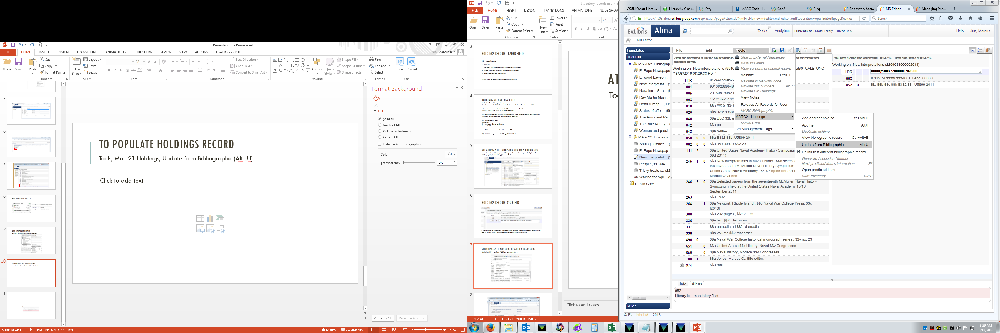 Presentation1 - PowerPoint
FILE HOME INSERT DESIGN TRANSITIONS ANIMATIONS SLIDE SHOW REVIEW VIEW ADD-INS Foxit Reader PDF
Jun, Marcus B
Open Save Paste Cut Copy Format Painter
New Slide Layout Reset Section
22
B I U S abc AV Aa A
Text Direction Align Text Convert to SmartArt
Arrange Quick Styles Shape Fill Shape Outline Shape Effects
Find Replace Select
Share Upload
Clipboard Slides Font Paragraph Drawing Editing Box
5
6
7
8
ADD LOCAL FIELD (CTRL+L)
9
ADD HOLDINGS RECORD
10
TO POPULATE HOLDINGS RECORD
11
TO POPULATE HOLDINGS RECORD
Tools, Marc21 Holdings, Update from Bibliographic (Alt+U)
Click to add text
Format Background
FILL
Solid fill
Gradient fill
Picture or texture fill
Pattern fill
Hide background graphics
Color
Transparency 0%
Apply to All Reset Background
SLIDE 10 OF 11 ENGLISH (UNITED STATES) NOTES COMMENTS 81%
Inventory records in alma
FILE HOME INSERT DESIGN TRANSITIONS ANIMATIONS SLIDE SHOW
Open Save Paste Cut Copy Format Painter
New Slide Layout Reset Section
22
B I U S abc AV Aa
Clipboard Slides Font
3
HOLDINGS RECORD: LEADER FIELD
4
HOLDINGS RECORD: 852 FIELD
5
ATTACHING A HOLDINGS RECORD TO A BIB RECORD
6
HOLDINGS RECORD: 852 FIELD
7
ATTACHING AN ITEM RECORD TO A HOLDINGS RECORD
Tools, MARC21 Holdings, Add item (shortcut Alt+I)
8
AT
Too
Click to add notes
SLIDE 7 OF 8 ENGLISH (UNITED STATES)
CSUN Oviatt Librar... Hierarchy Class... Ctry MARC Code Li... Conf Freq Repository Sear... MD Editor Managing Imp...
https://na03.alma.exlibrisgroup.com/rep/action/pageAction.do?xmlFileName=mdeditor.md_editor.xml&operation=openEditor&pageBean.ec
Search
ExLibris Alma Tasks Analytics Currently at: Oviatt Library - Guest Serv... Help Jun, Marcus
MD Editor
Templates
Records
MARC21 Bibliograp
El Popo Newspape
Ellwood Lawson ...
New interpretat...
Nora inu = Stra...
Ray Martin Musi...
Read & resp... (991
Status of effor...
The Army and Re...
The Blue Note y...
Women and prost...
MARC21 Holdings
Analog science ...
El Popo Newspap...
New interpretat...
People.(9910041...
Tricky treats /... (22
Waiting for &qu...
Dublin Core
Rules
File Edit Tools
Alma has attempted to link the bib headings to
therefore slower.
ng the record was
Working on -New interpretations (9910
s@01CALS_UNO
(18/08/2016 08:29:33 PDT)
LDR 01244cam#a22
001 991062639549
005 201608180829
008 151214s2016#
010 $$a ##201504
020 $$a 97819353
040 $$a DLC $$b e
042 $$a pcc
043 $$a n-us---
050 0 0 $$a E182 $$b .U5869 2011
082 0 0 $$a 359.00973 $$2 23
111 2 $$a United States Naval Academy History Symposiu
$$d 2011)
245 1 0 $$a New interpretations in naval history : $$b selecte
the seventeenth McMullen Naval History Symposium
United States Naval Academy 15/16 September 2011
Marcus O. Jones.
246 3 0 $$a Selected papers from the seventeenth McMullen Naval History
Symposium held at the United States Naval Academy 15/16
September 2011
263 $$a 1602
264 1 $$a Newport, Rhode Island : $$b Naval War College Press, $$c
[2016]
300 $$a 202 pages ; $$c 28 cm.
336 $$a text $$2 rdacontent
337 $$a unmediated $$2 rdamedia
338 $$a volume $$2 rdacarrier
490 0 $$a Naval War College historical monograph series ; $$v no. 23
651 0 $$a United States $$x History, Naval $$v Congresses.
650 0 $$a Naval history, Modern $$v Congresses.
700 1 $$a Jones, Marcus O., $$e editor.
974 $$a mbj
Search External Resources
View Versions
View versions of original record
Validate Ctrl+U
Validate in Network Zone
Browse call numbers Alt+C
Browse Bib Headings
View Notes
Release All Records for User
MARC Bibliographic
MARC21 Holdings
Dublin Core
Set Management Tags
Add another holding Ctrl+Alt+H
Add Item Alt+I
Duplicate holding
View bibliographic record Ctrl+Alt+B
Update from Bibliographic Alt+U
Relink to a different bibliographic record
Generate Accession Number
Next predicted Item's information F3
Open predicted items
View Inventory Ctrl+I
You have 1 error(s)on your record - 08:36:16. - Draft auto-saved at 08:36:16.
Working on -New interpretations (2264084660002914)
LDR #####nx##a22#####1n#4500
008 1011252u####8###4001uueng0000000
852 0 $$a $$b $$c $$h E182 $$i .U5869 2011
Info Alerts
852
Library is a mandatory field.
© Ex Libris Ltd., 2016
8:39 AM
8/18/2016